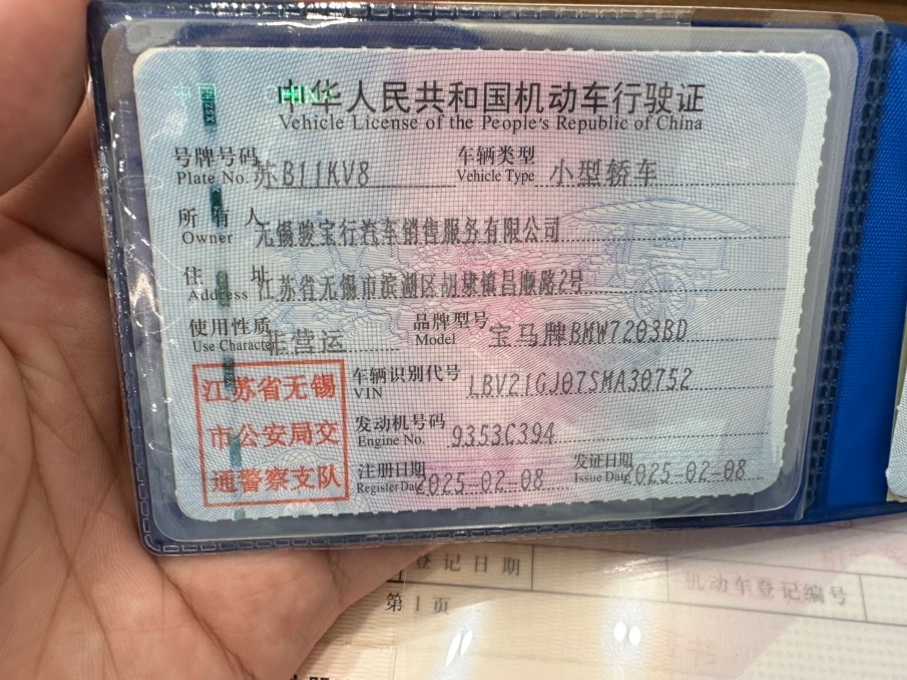 中国 CHINA
中华人民共和国机动车行驶证
Vehicle License of the People's Republic of China
号牌号码 苏B11KV8 车辆类型 小型轿车
Plate No. Vehicle Type
所有人 无锡骏宝行汽车销售服务有限公司
Owner
住址 江苏省无锡市滨湖区胡埭镇昌顺路2号
Address
使用性质 非营运 品牌型号 宝马牌BMW7203BD
Use Character Model
江苏省无锡
市公安局交
通警察支队
车辆识别代号 LBV21GJ07SMA30752
VIN
发动机号码 9353C394
Engine No.
注册日期 2025-02-08 发证日期 2025-02-08
Register Date Issue Date
登记日期 机动车登记编号
第1页